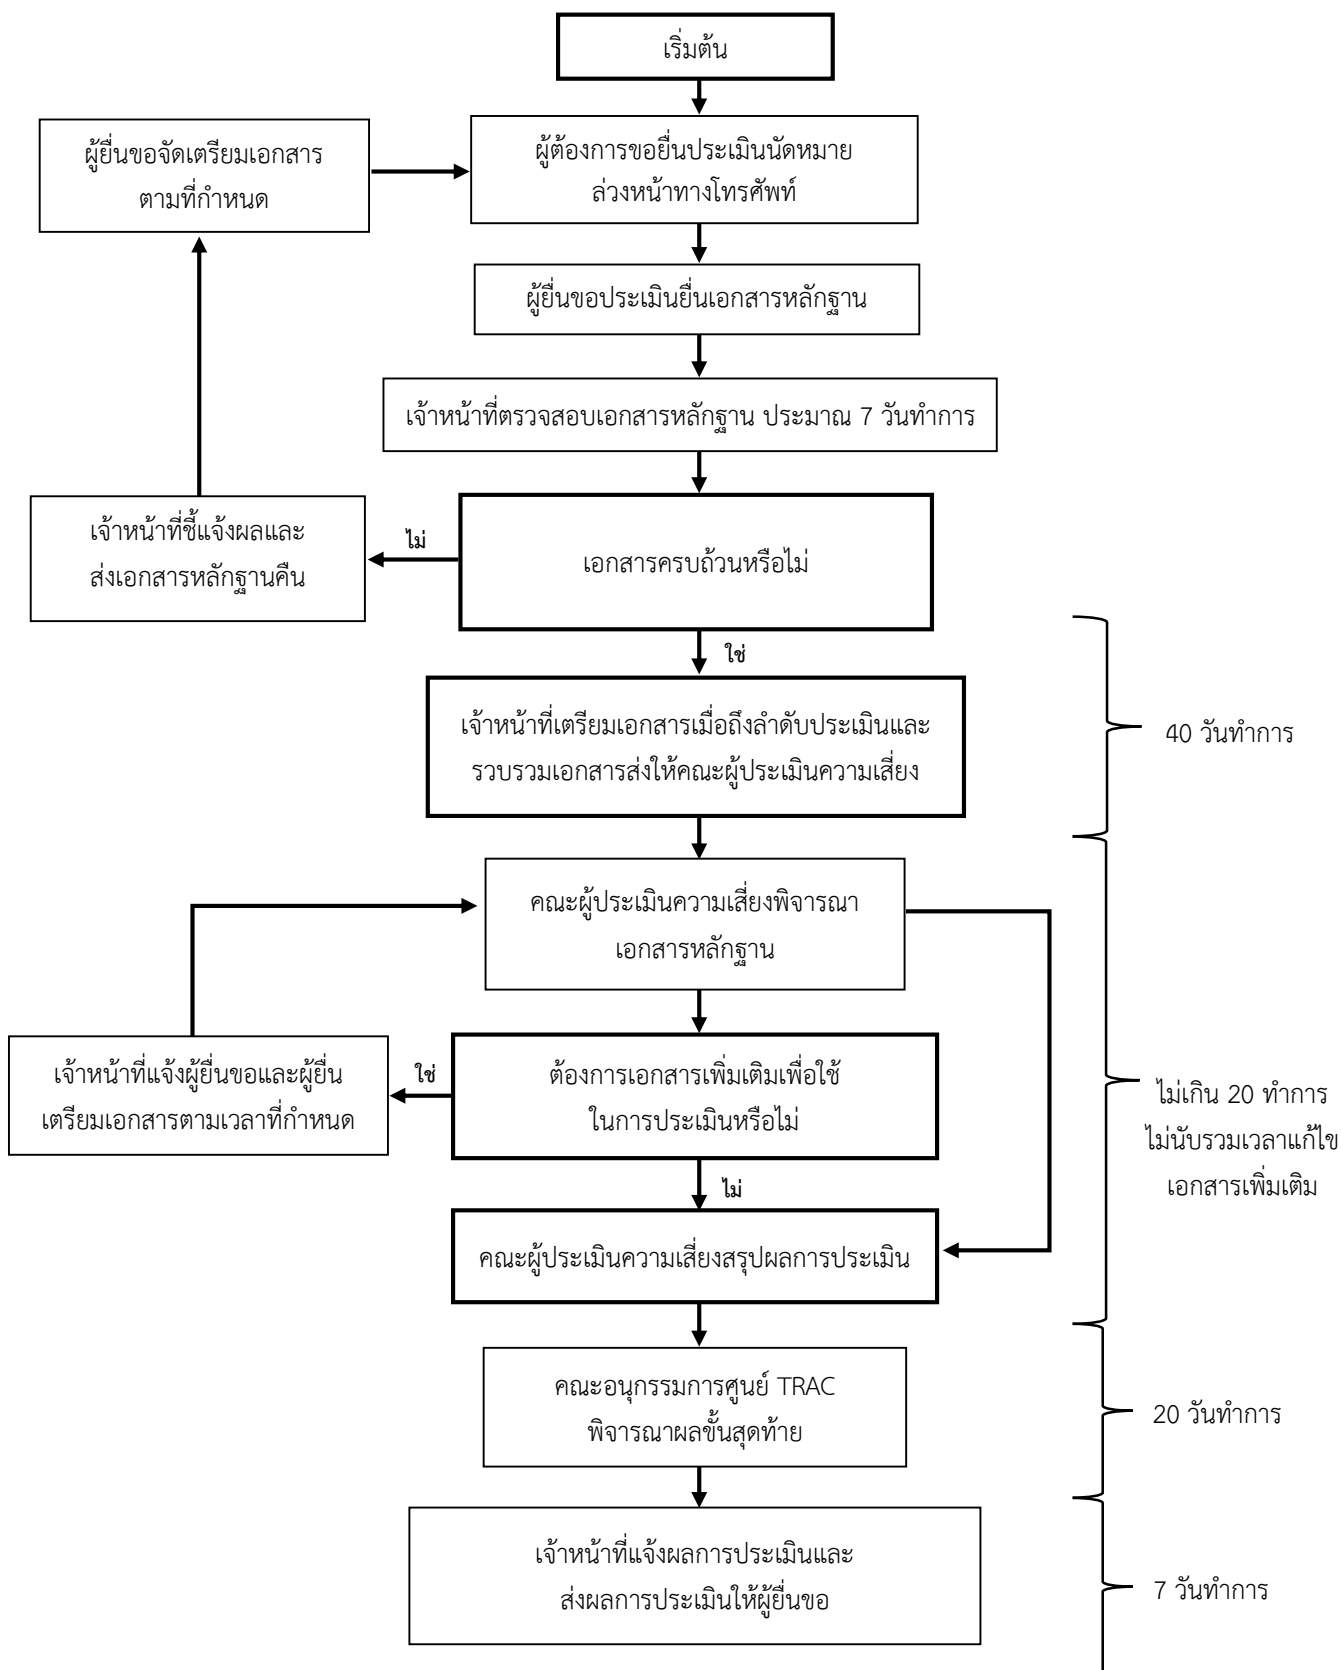 เริ่มต้น
ผู้ยื่นขอจัดเตรียมเอกสาร
ตามที่กำหนด
ผู้ต้องการขอยื่นประเมินนัดหมาย
ล่วงหน้าทางโทรศัพท์
ผู้ยื่นขอประเมินยื่นเอกสารหลักฐาน
เจ้าหน้าที่ตรวจสอบเอกสารหลักฐาน ประมาณ 7 วันทำการ
เจ้าหน้าที่ชี้แจ้งผลและ
ส่งเอกสารหลักฐานคืน
ไม่
เอกสารครบถ้วนหรือไม่
ใช่
เจ้าหน้าที่เตรียมเอกสารเมื่อถึงลำดับประเมินและ
รวบรวมเอกสารส่งให้คณะผู้ประเมินความเสี่ยง
40 วันทำการ
คณะผู้ประเมินความเสี่ยงพิจารณา
เอกสารหลักฐาน
เจ้าหน้าที่แจ้งผู้ยื่นขอและผู้ยื่น
เตรียมเอกสารตามเวลาที่กำหนด
ใช่
ต้องการเอกสารเพิ่มเติมเพื่อใช้
ในการประเมินหรือไม่
ไม่เกิน 20 ทำการ
ไม่นับรวมเวลาแก้ไข
เอกสารเพิ่มเติม
ไม่
คณะผู้ประเมินความเสี่ยงสรุปผลการประเมิน
คณะอนุกรรมการศูนย์ TRAC
พิจารณาผลขั้นสุดท้าย
20 วันทำการ
เจ้าหน้าที่แจ้งผลการประเมินและ
ส่งผลการประเมินให้ผู้ยื่นขอ
7 วันทำการ